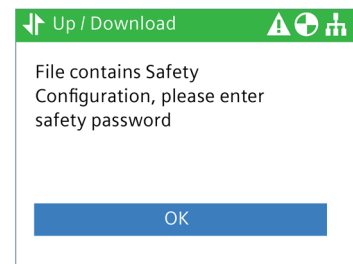 Up / Download
File contains Safety
Configuration, please enter
safety password
OK